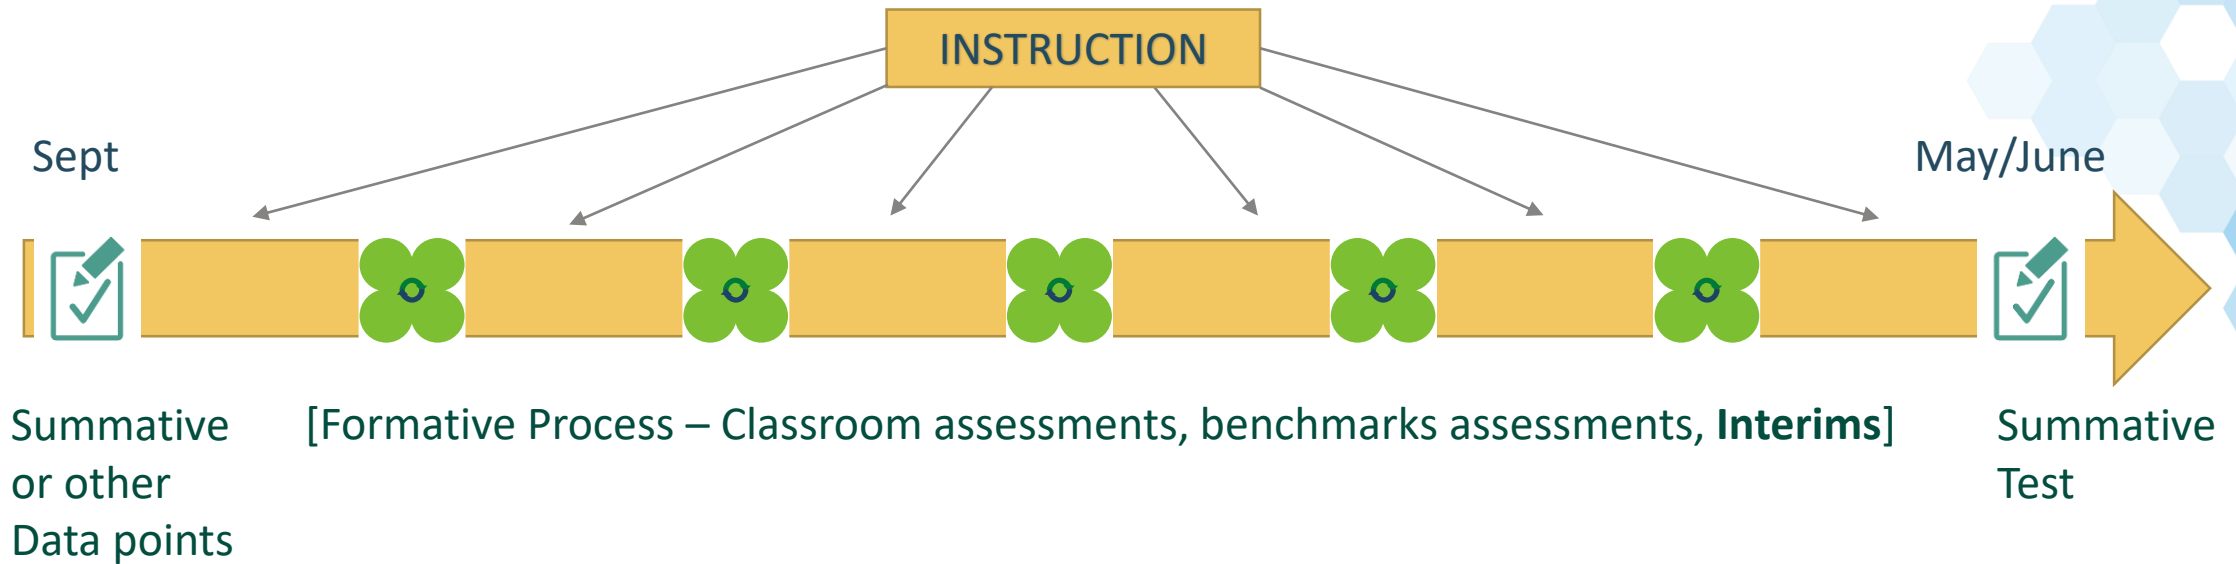 INSTRUCTION
Sept
May/June
Summative
or other
Data points
[Formative Process – Classroom assessments, benchmarks assessments, Interims]
Summative
Test